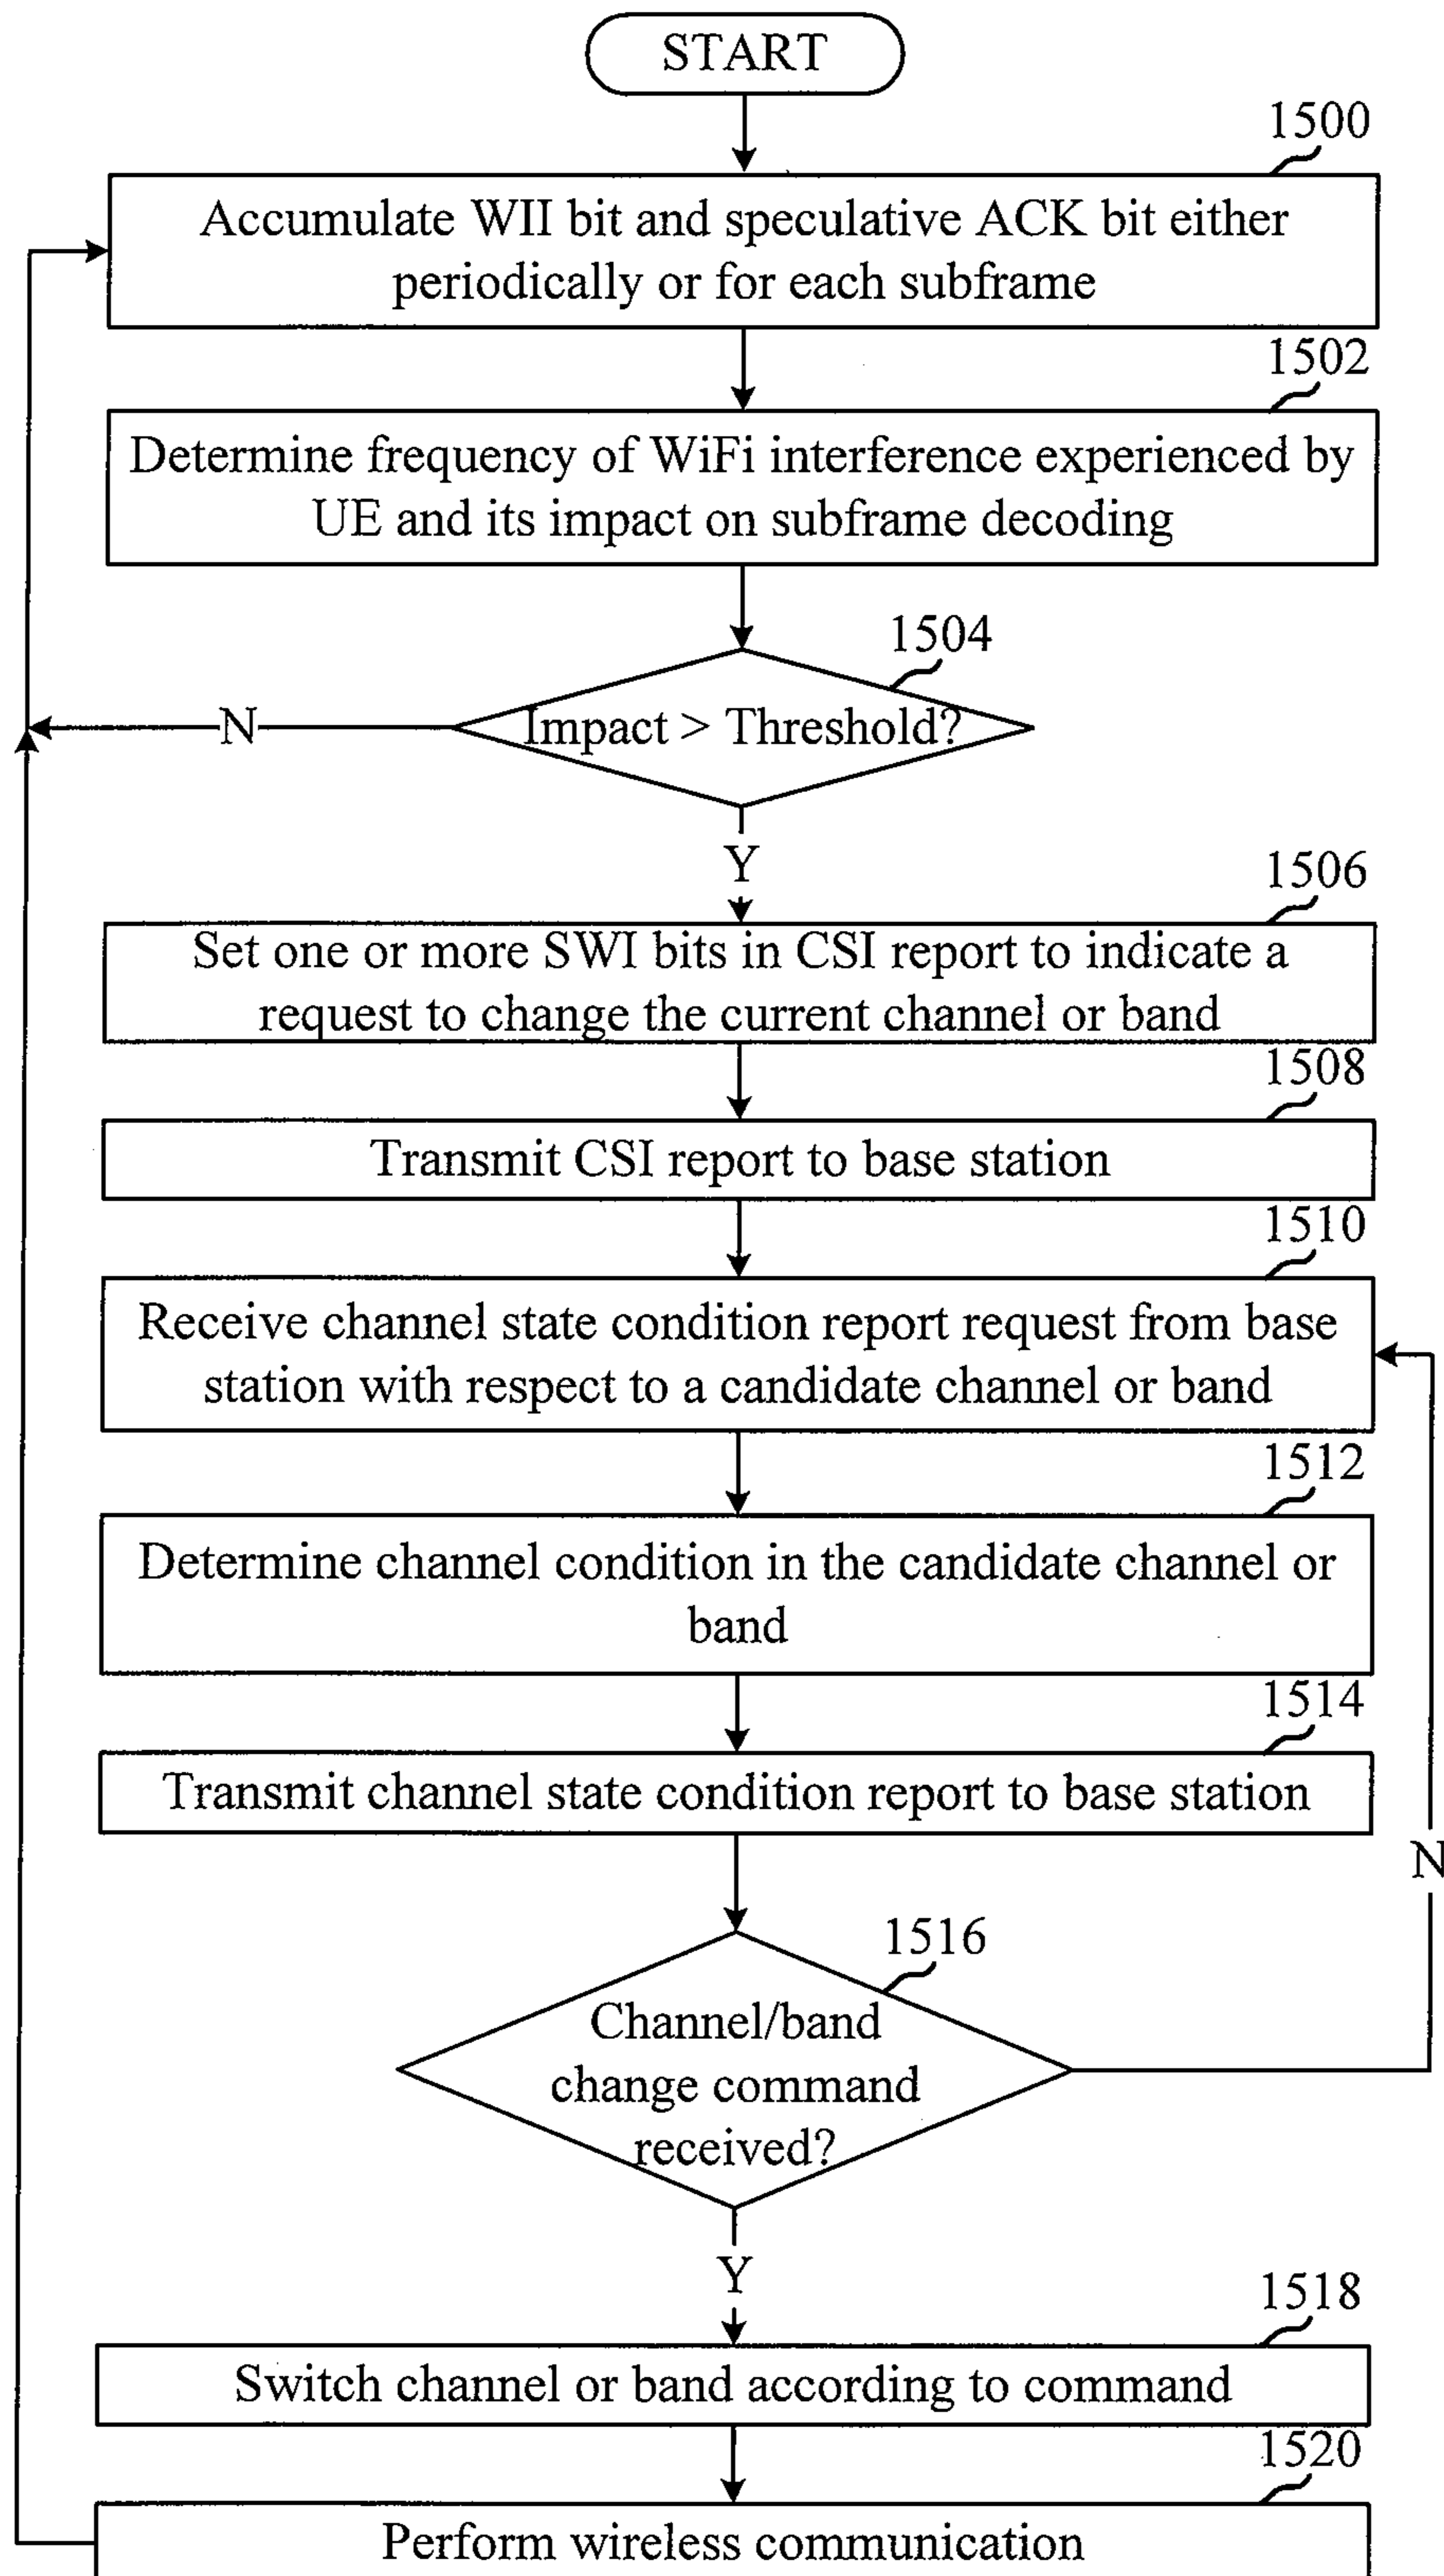 START
1500
Accumulate WII bit and speculative ACK bit either
periodically or for each subframe
1502
Determine frequency of WiFi interference experienced by
UE and its impact on subframe decoding
1504
Impact > Threshold?
N
Y
1506
Set one or more SWI bits in CSI report to indicate a
request to change the current channel or band
1508
Transmit CSI report to base station
1510
Receive channel state condition report request from base
station with respect to a candidate channel or band
1512
Determine channel condition in the candidate channel or
band
1514
Transmit channel state condition report to base station
N
1516
Channel/band
change command
received?
Y
1518
Switch channel or band according to command
1520
Perform wireless communication